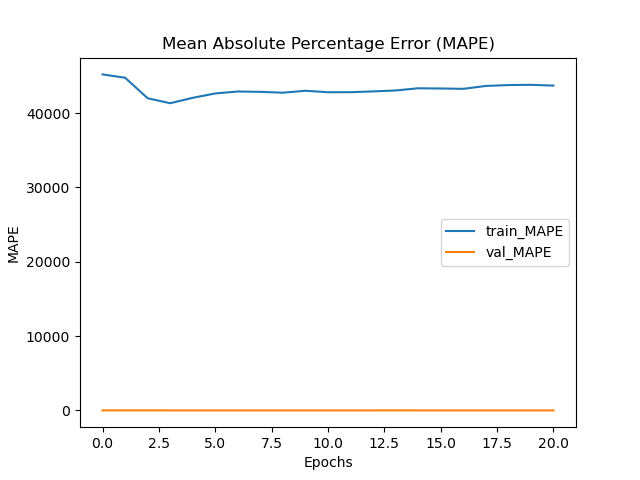 Mean Absolute Percentage Error (MAPE)
40000
30000
20000
10000
0
MAPE
train_MAPE
val_MAPE
0.0 2.5 5.0 7.5 10.0 12.5 15.0 17.5 20.0
Epochs